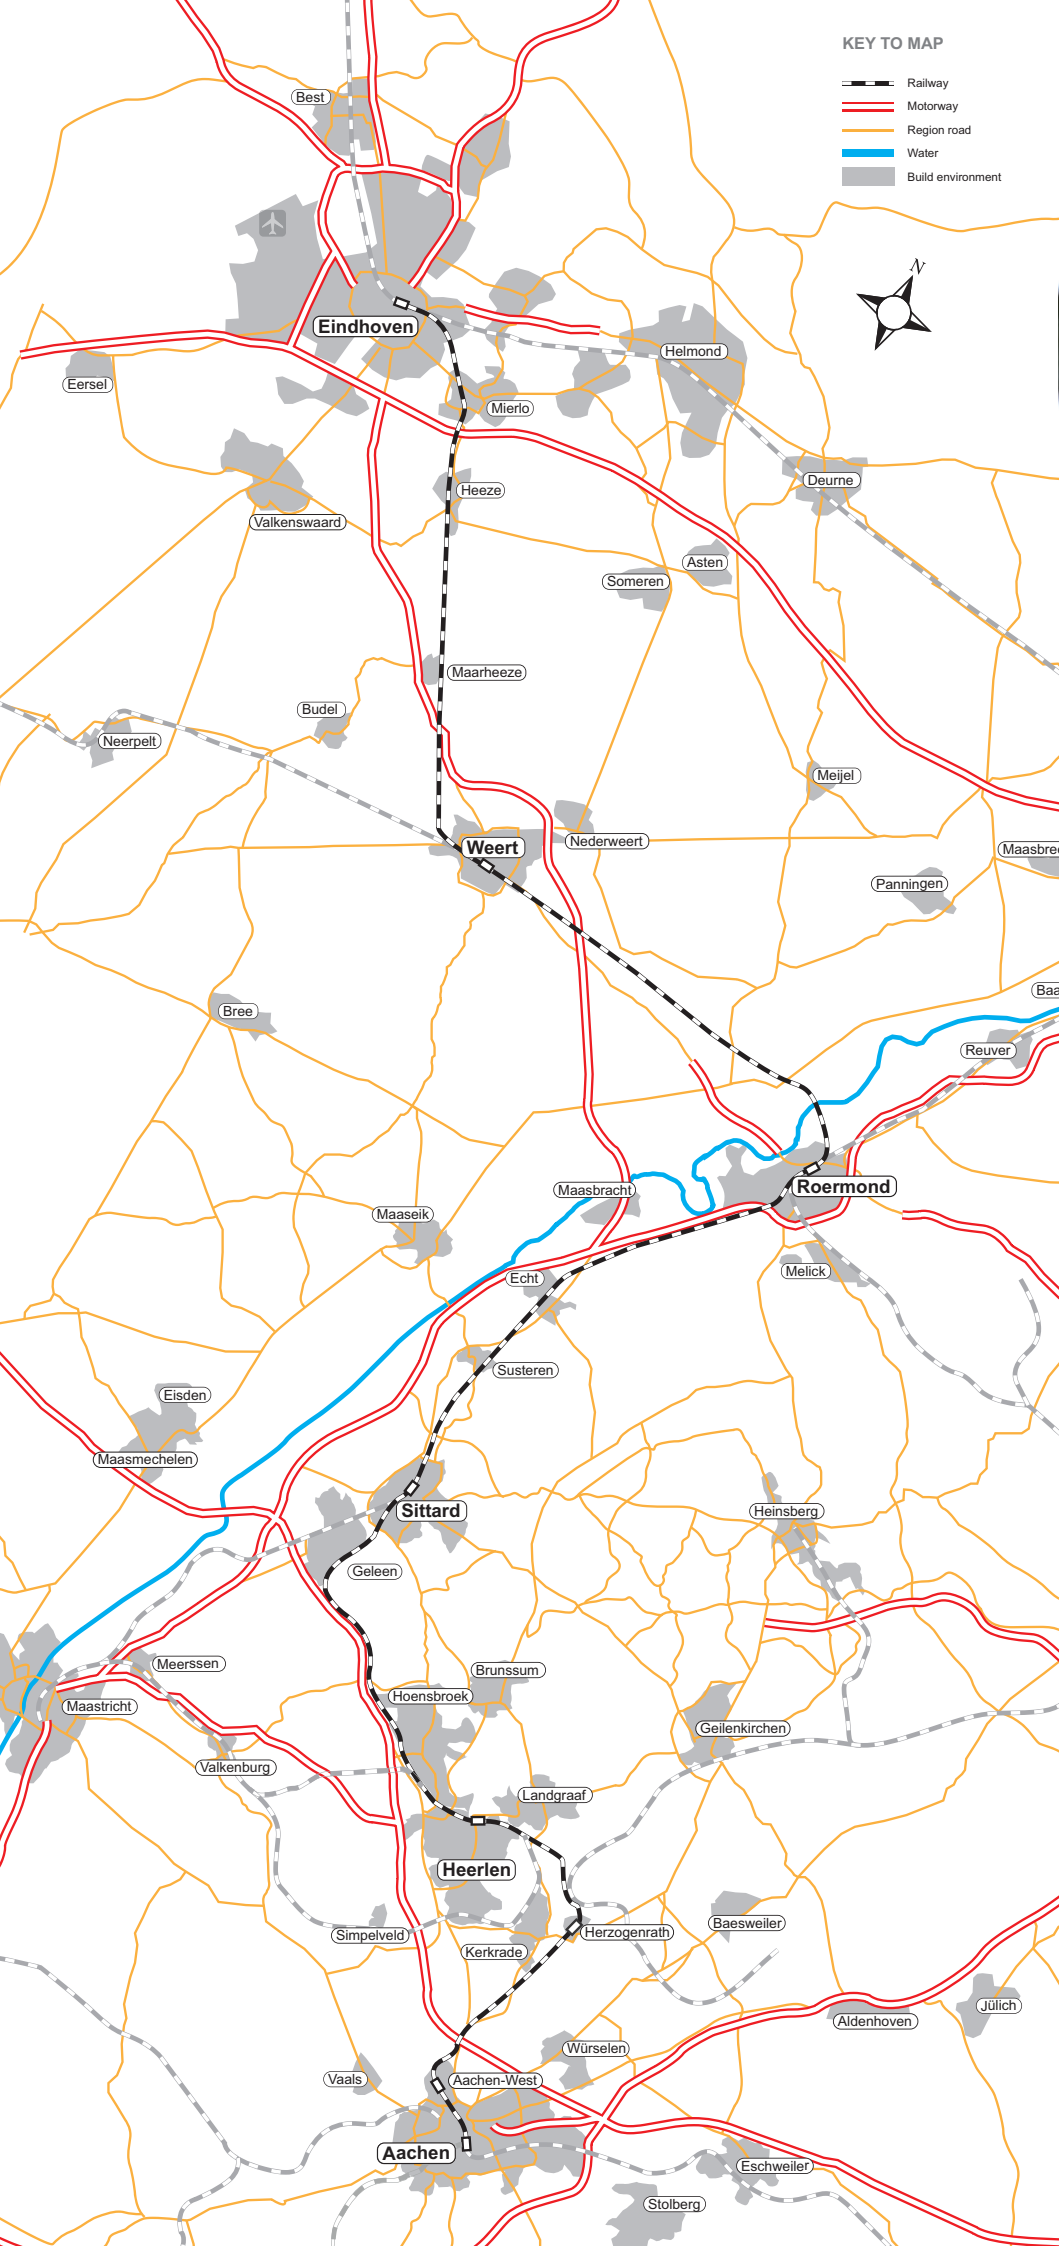 KEY TO MAP
Railway
Motorway
Region road
Water
Build environment
N
Best
Eindhoven
Helmond
Eersel
Mierlo
Deurne
Heeze
Valkenswaard
Asten
Someren
Maarheeze
Budel
Neerpelt
Meijel
Weert
Nederweert
Maasbree
Panningen
Baa
Bree
Reuver
Roermond
Maasbracht
Maaseik
Melick
Echt
Susteren
Eisden
Maasmechelen
Sittard
Heinsberg
Geleen
Meerssen
Brunssum
Hoensbroek
Maastricht
Geilenkirchen
Valkenburg
Landgraaf
Heerlen
Baesweiler
Herzogenrath
Simpelveld
Kerkrade
Jülich
Aldenhoven
Würselen
Vaals
Aachen-West
Aachen
Eschweiler
Stolberg